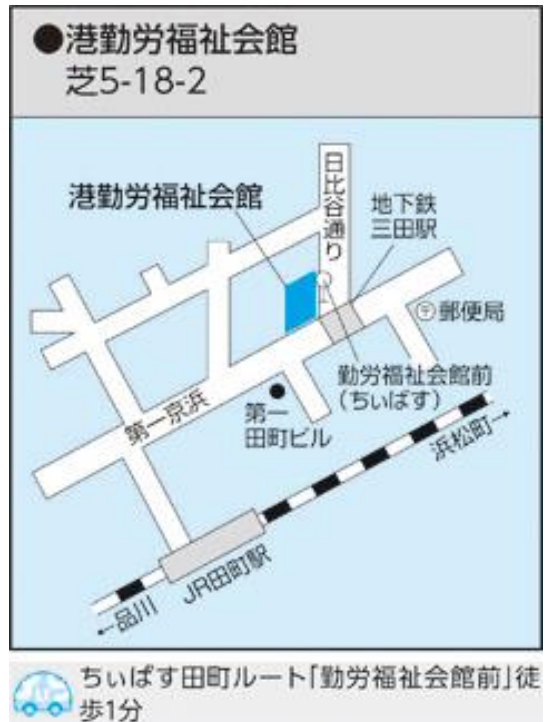 ●港勤労福祉会館
芝5-18-2
日比谷通り
港勤労福祉会館
地下鉄
三田駅
〒郵便局
勤労福祉会館前
(ちぃばす)
第一京浜
第一
田町ビル
浜松町→
JR田町駅
←品川
ちぃばす田町ルート「勤労福祉会館前」徒
歩1分